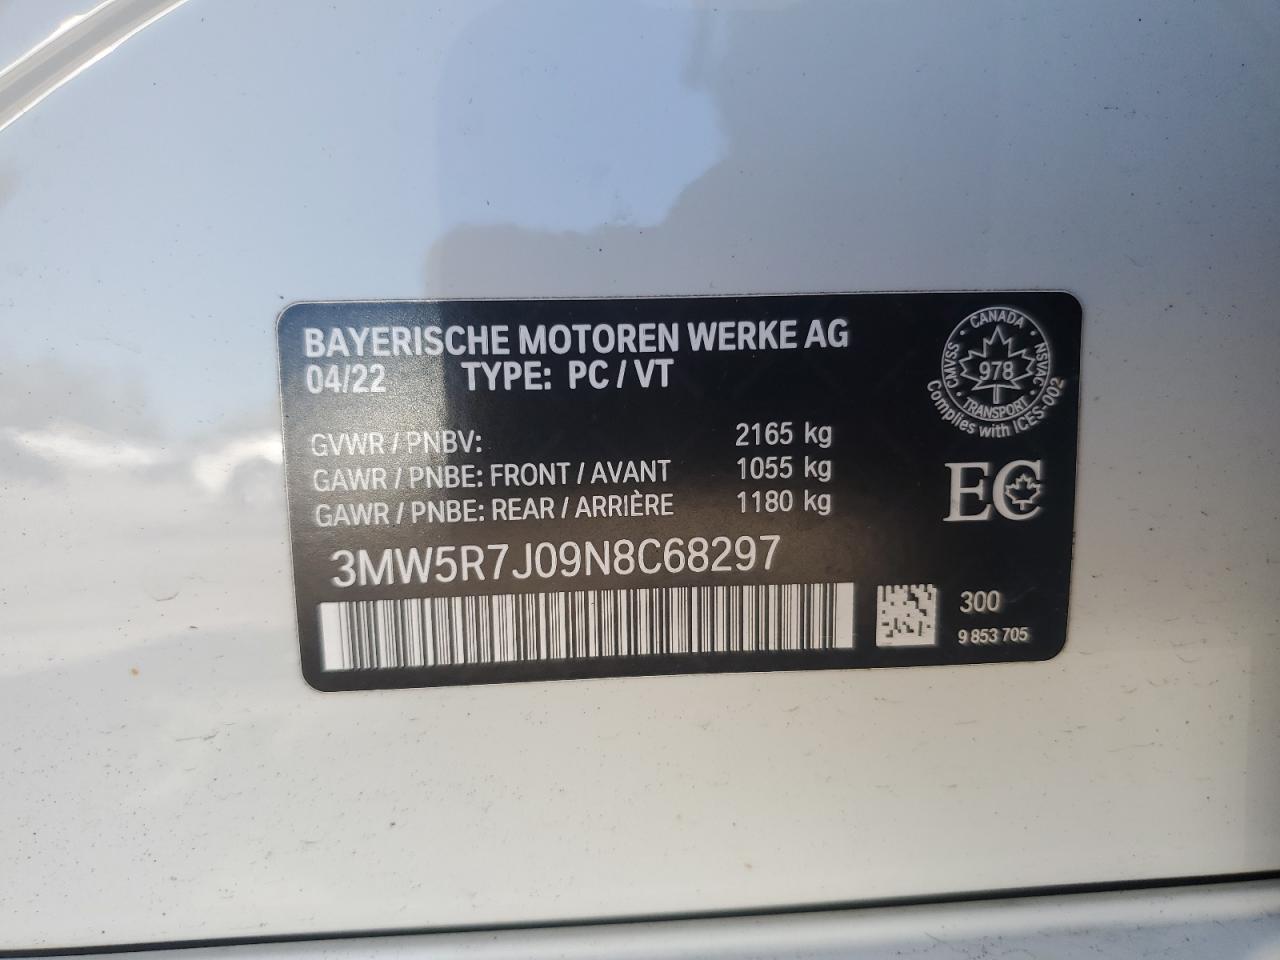 BAYERISCHE MOTOREN WERKE AG
04/22 TYPE: PC / VT
CANADA
CMVSS · NSVAC
978
TRANSPORT
Complies with ICES-002
GVWR / PNBV: 2165 kg
GAWR / PNBE: FRONT / AVANT 1055 kg
GAWR / PNBE: REAR / ARRIÈRE 1180 kg
EC
3MW5R7J09N8C68297
300
9 853 705